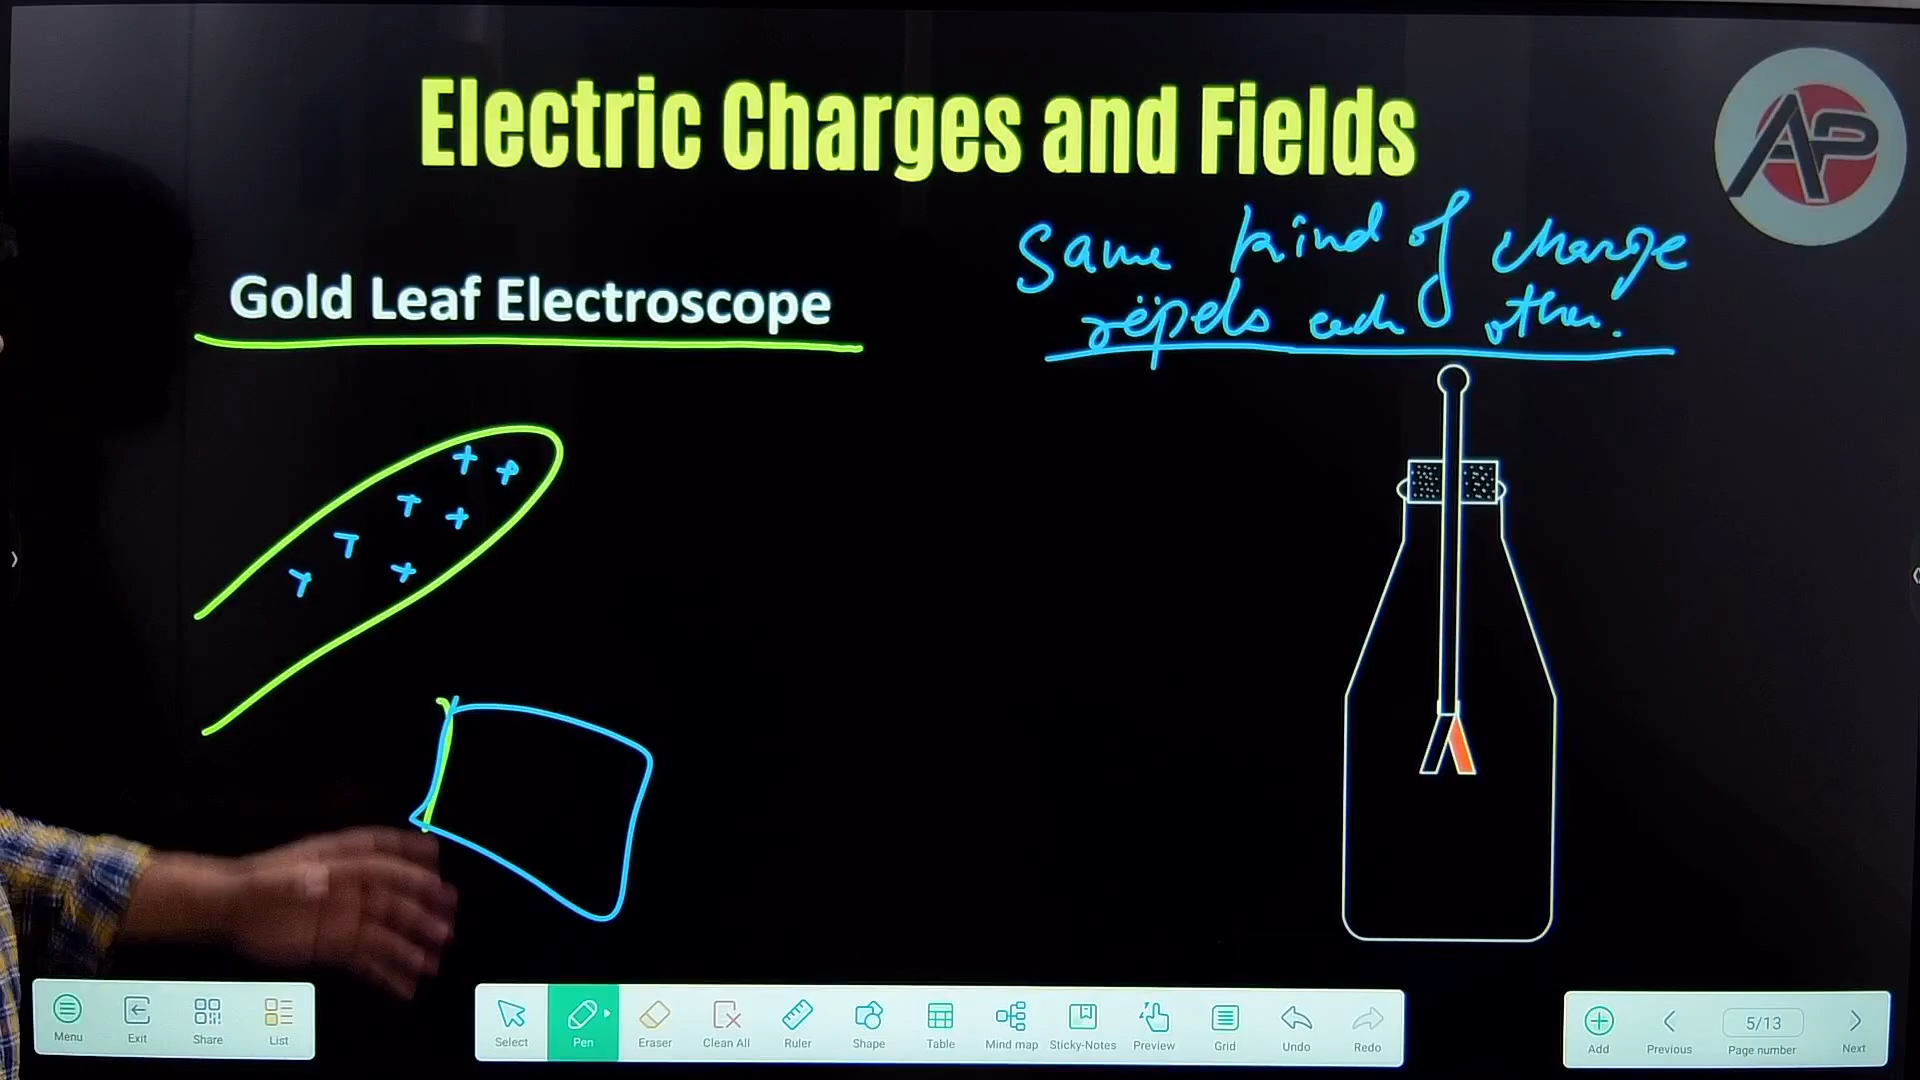 Electric Charges and Fields
AP
Same kind of charge
repels each other.
Gold Leaf Electroscope
+ +
+ +
+ +
+
Menu
Exit
Share
List
Select
Pen
Eraser
Clean All
Ruler
Shape
Table
Mind map
Sticky-Notes
Preview
Grid
Undo
Redo
Add
Previous
5/13
Page number
Next